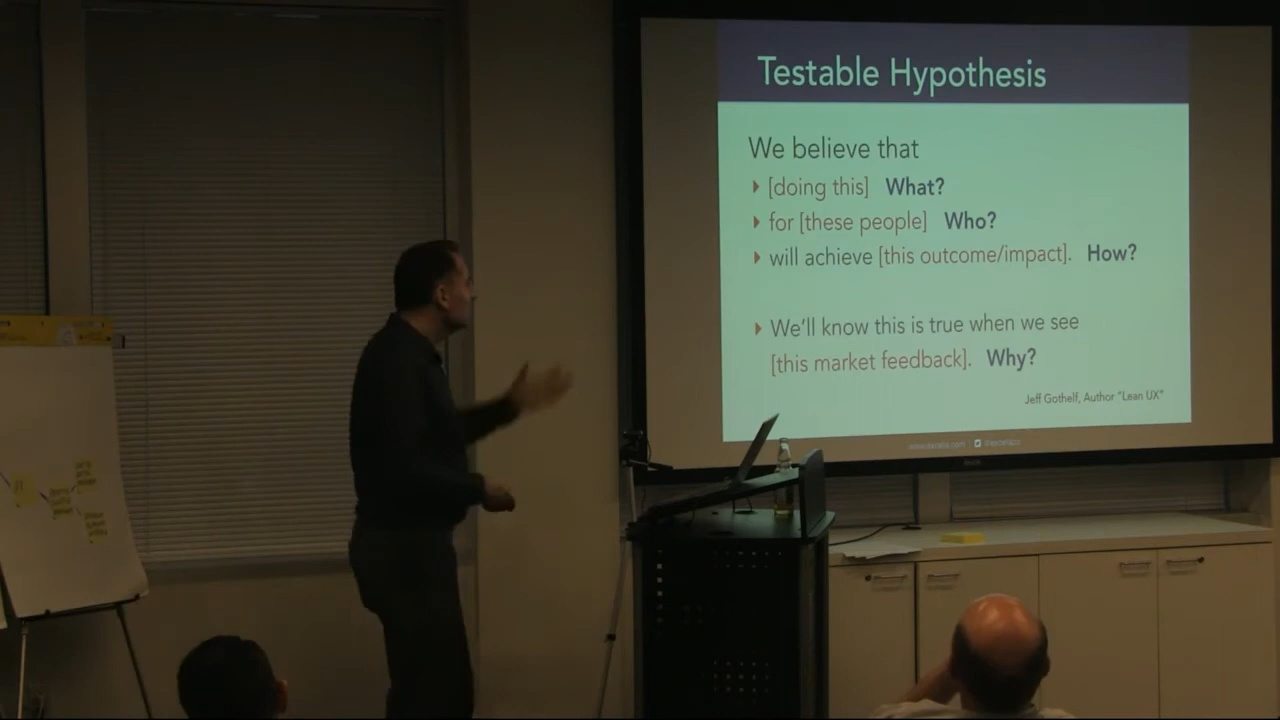 Testable Hypothesis
We believe that
[doing this] What?
for [these people] Who?
will achieve [this outcome/impact]. How?
We'll know this is true when we see
[this market feedback]. Why?
Jeff Gothelf, Author "Lean UX"